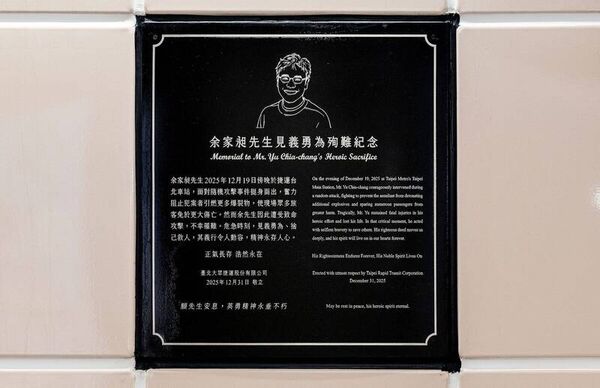 余家昶先生見義勇為殉難紀念
Memorial to Mr. Yu Chia-chang's Heroic Sacrifice
余家昶先生2025年12月19日傍晚於捷運台
北車站，面對隨機攻擊事件挺身而出，奮力
阻止犯案者引燃更多爆裂物，使現場眾多旅
客免於更大傷亡。然而余先生因此遭受致命
攻擊，不幸罹難。危急時刻，見義勇為、捨
己救人，其義行令人動容，精神永存人心。
正氣長存 浩然永在
臺北大眾捷運股份有限公司
2025年12月31日 敬立
願先生安息，英勇精神永垂不朽
On the evening of December 19, 2025 at Taipei Metro's Taipei
Main Station, Mr. Yu Chia-chang courageously intervened during
a random attack, fighting to prevent the assailant from detonating
additional explosives and sparing numerous passengers from
greater harm. Tragically, Mr. Yu sustained fatal injuries in his
heroic effort and lost his life. In that critical moment, he acted
with selfless bravery to save others. His righteous deed moves us
deeply, and his spirit will live on in our hearts forever.
His Righteousness Endures Forever, His Noble Spirit Lives On
Erected with utmost respect by Taipei Rapid Transit Corporation
December 31, 2025
May he rest in peace, his heroic spirit eternal.